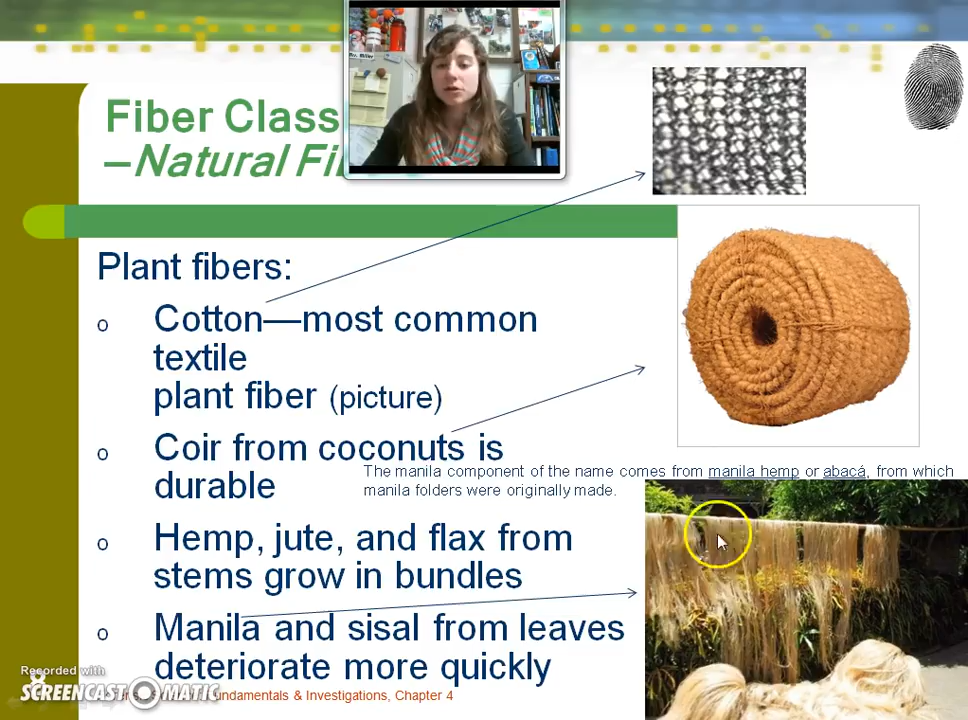 Fiber Class
–Natural Fi
Plant fibers:
o Cotton—most common
textile
plant fiber (picture)
o Coir from coconuts is
durable
The manila component of the name comes from manila hemp or abacá, from which
manila folders were originally made.
o Hemp, jute, and flax from
stems grow in bundles
o Manila and sisal from leaves
deteriorate more quickly
Recorded with
SCREENCAST-O-MATIC
undamentals & Investigations, Chapter 4